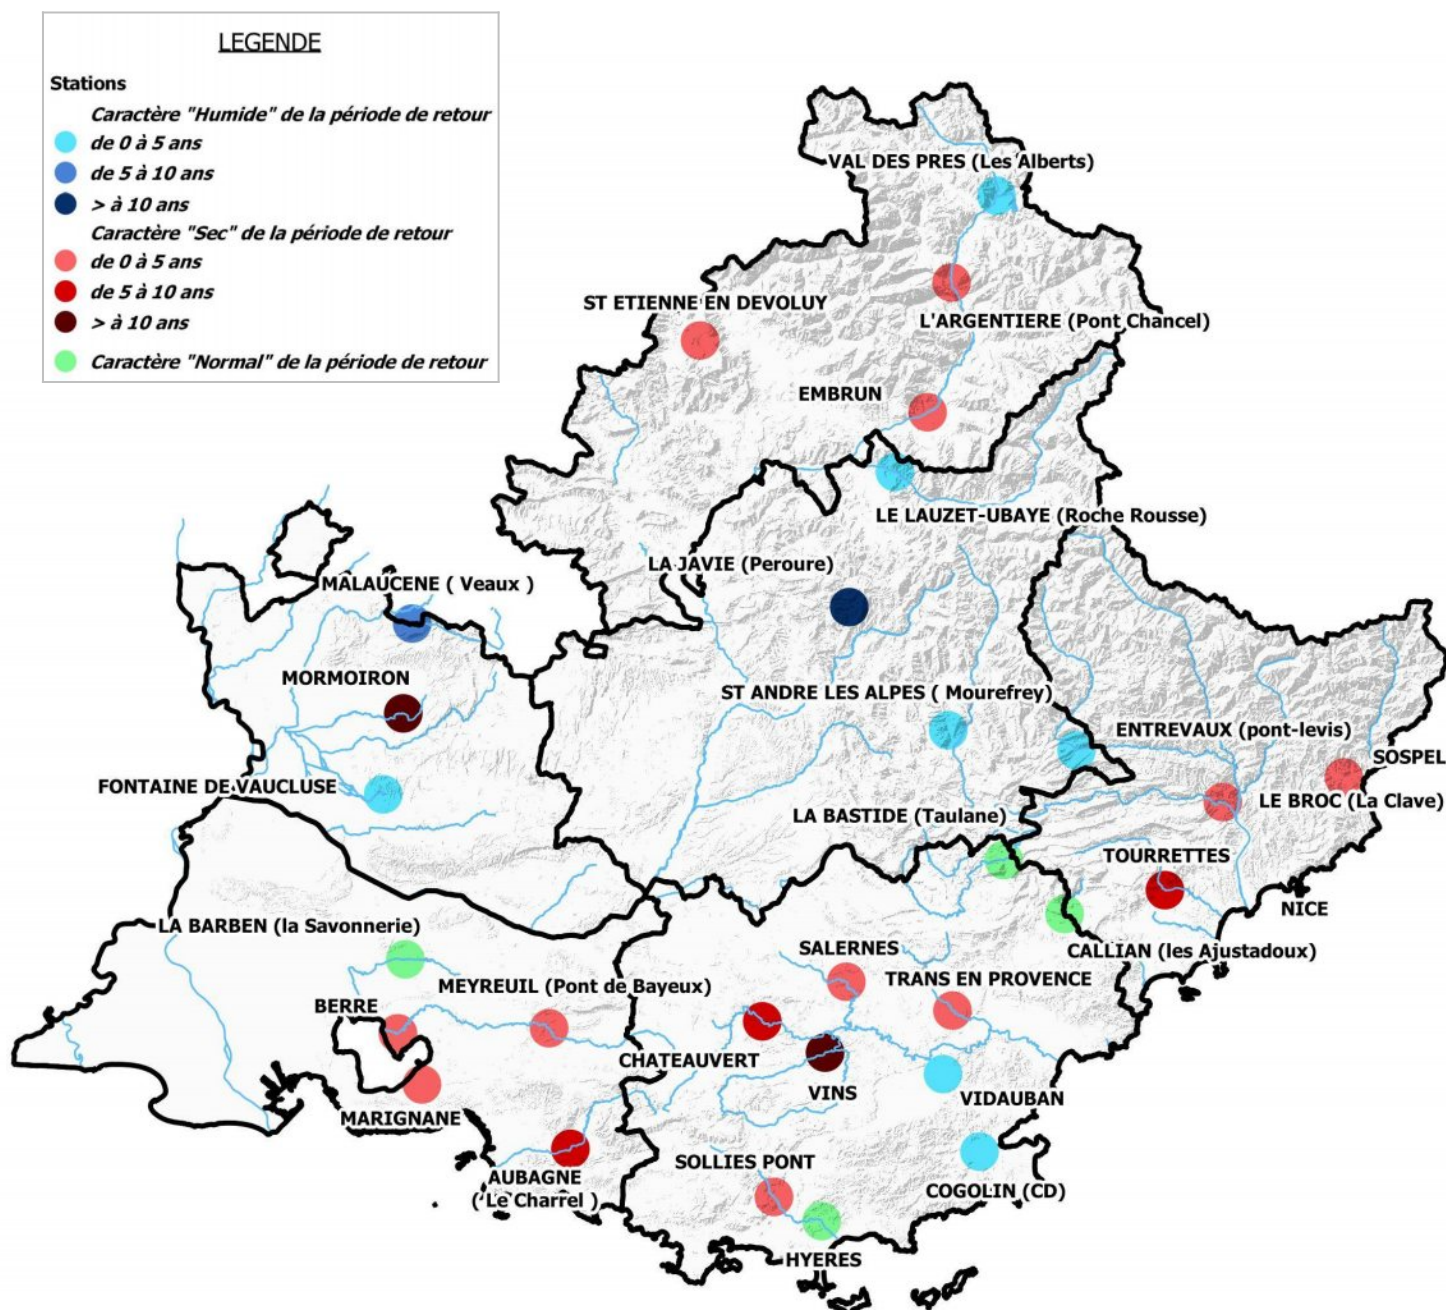 LEGENDE
Stations
Caractère "Humide" de la période de retour
de 0 à 5 ans
de 5 à 10 ans
> à 10 ans
Caractère "Sec" de la période de retour
de 0 à 5 ans
de 5 à 10 ans
> à 10 ans
Caractère "Normal" de la période de retour
VAL DES PRES (Les Alberts)
ST ETIENNE EN DEVOLUY
L'ARGENTIERE (Pont Chancel)
EMBRUN
LE LAUZET-UBAYE (Roche Rousse)
LA JAVIE (Peroure)
MALAUCENE ( Veaux )
MORMOIRON
ST ANDRE LES ALPES ( Mourefrey)
ENTREVAUX (pont-levis)
SOSPEL
FONTAINE DE VAUCLUSE
LE BROC (La Clave)
LA BASTIDE (Taulane)
TOURRETTES
NICE
LA BARBEN (la Savonnerie)
SALERNES
CALLIAN (les Ajustadoux)
TRANS EN PROVENCE
MEYREUIL (Pont de Bayeux)
BERRE
CHATEAUVERT
VINS
VIDAUBAN
MARIGNANE
SOLLIES PONT
AUBAGNE
( Le Charrel )
COGOLIN (CD)
HYERES